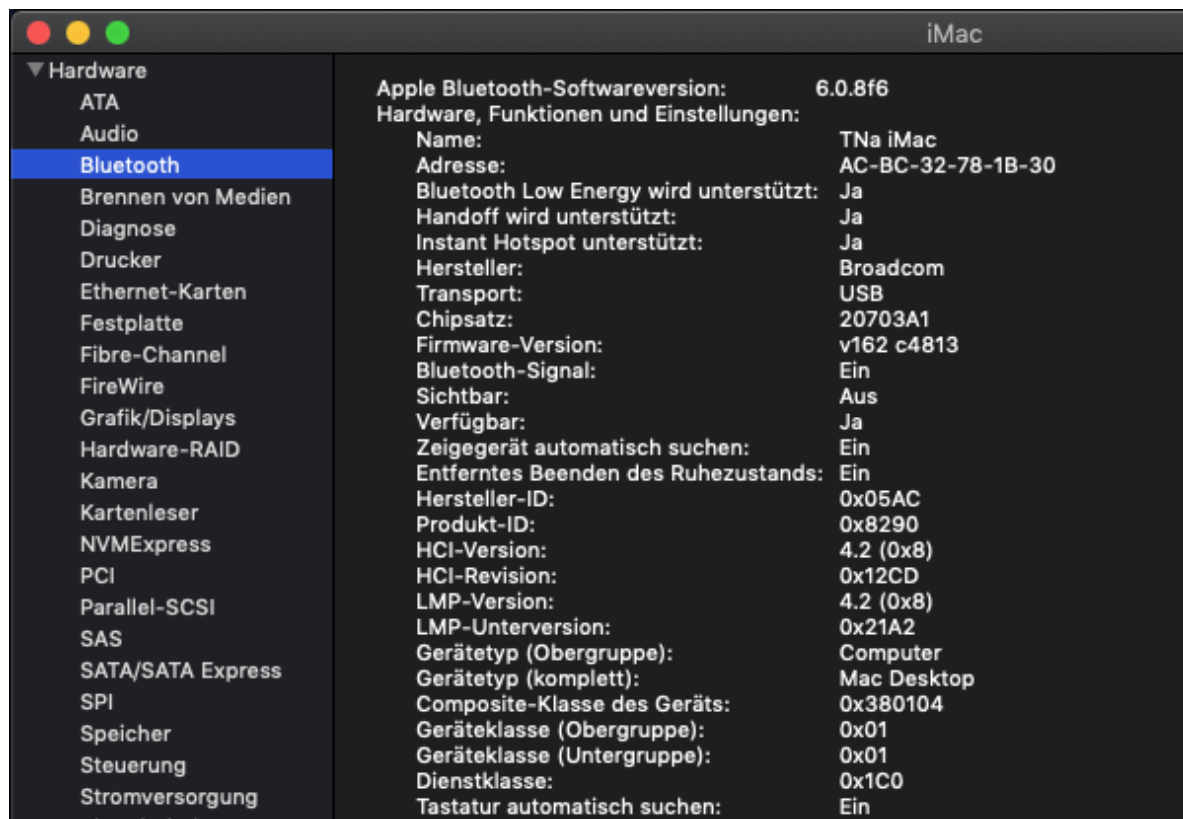 iMac
Hardware
ATA
Audio
Bluetooth
Brennen von Medien
Diagnose
Drucker
Ethernet-Karten
Festplatte
Fibre-Channel
FireWire
Grafik/Displays
Hardware-RAID
Kamera
Kartenleser
NVMExpress
PCI
Parallel-SCSI
SAS
SATA/SATA Express
SPI
Speicher
Steuerung
Stromversorgung
Apple Bluetooth-Softwareversion: 6.0.8f6
Hardware, Funktionen und Einstellungen:
Name: TNa iMac
Adresse: AC-BC-32-78-1B-30
Bluetooth Low Energy wird unterstützt: Ja
Handoff wird unterstützt: Ja
Instant Hotspot unterstützt: Ja
Hersteller: Broadcom
Transport: USB
Chipsatz: 20703A1
Firmware-Version: v162 c4813
Bluetooth-Signal: Ein
Sichtbar: Aus
Verfügbar: Ja
Zeigegerät automatisch suchen: Ein
Entferntes Beenden des Ruhezustands: Ein
Hersteller-ID: 0x05AC
Produkt-ID: 0x8290
HCI-Version: 4.2 (0x8)
HCI-Revision: 0x12CD
LMP-Version: 4.2 (0x8)
LMP-Unterversion: 0x21A2
Gerätetyp (Obergruppe): Computer
Gerätetyp (komplett): Mac Desktop
Composite-Klasse des Geräts: 0x380104
Geräteklasse (Obergruppe): 0x01
Geräteklasse (Untergruppe): 0x01
Dienstklasse: 0x1C0
Tastatur automatisch suchen: Ein